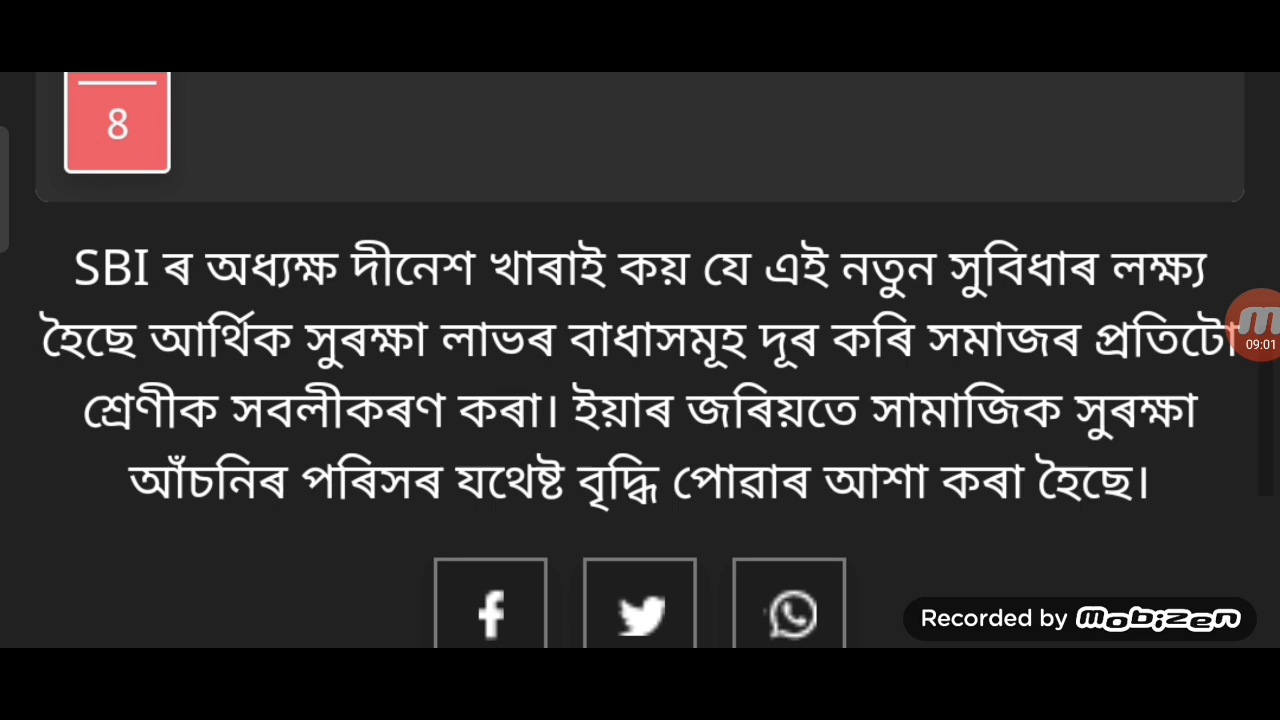 8
SBI ৰ অধ্যক্ষ দীনেশ খাৰাই কয় যে এই নতুন সুবিধাৰ লক্ষ্য
হৈছে আৰ্থিক সুৰক্ষা লাভৰ বাধাসমূহ দূৰ কৰি সমাজৰ প্ৰতিটো
শ্ৰেণীক সবলীকৰণ কৰা। ইয়াৰ জৰিয়তে সামাজিক সুৰক্ষা
আঁচনিৰ পৰিসৰ যথেষ্ট বৃদ্ধি পোৱাৰ আশা কৰা হৈছে।
09:01
Recorded by mobizen